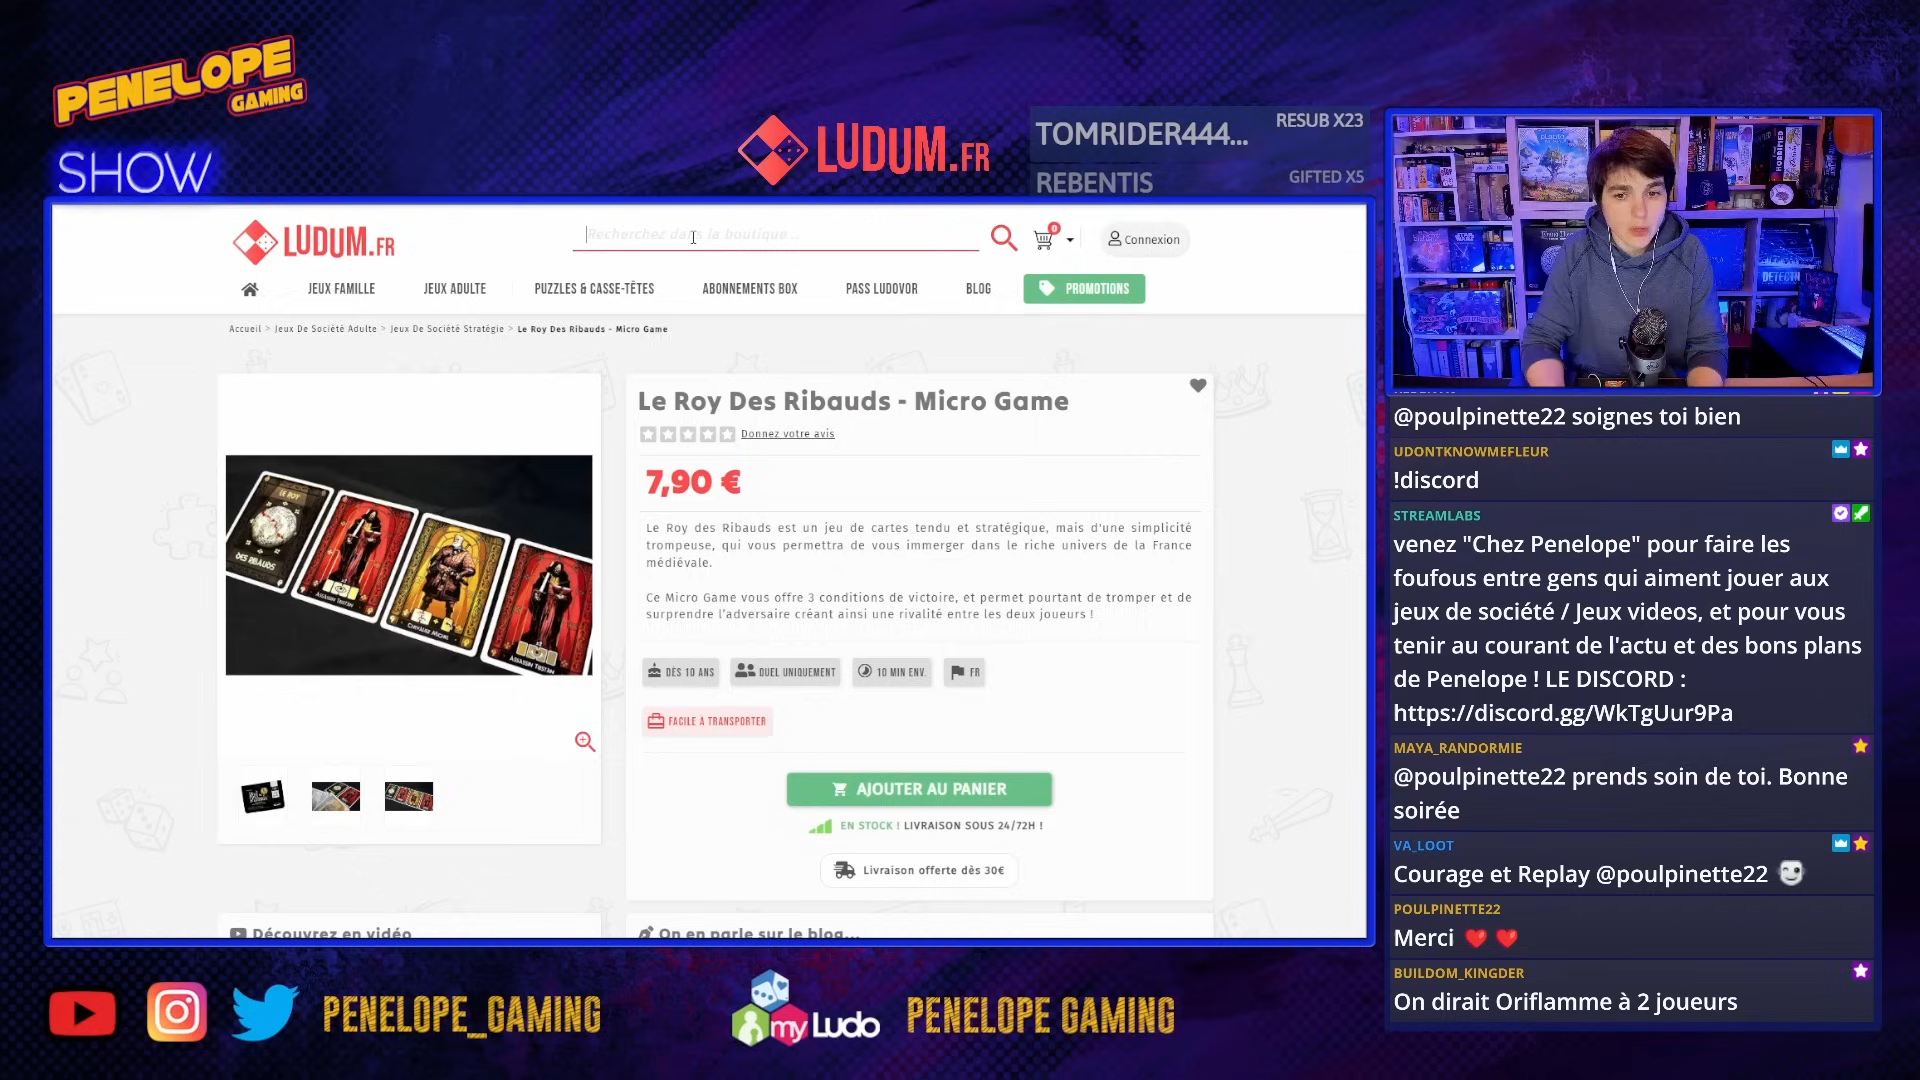 PENELOPE
GAMING
SHOW
LUDUM.FR
TOMRIDER444...
RESUB X23
REBENTIS
GIFTED X5
LUDUM.FR
Recherchez dans la boutique ...
0
Connexion
JEUX FAMILLE
JEUX ADULTE
PUZZLES & CASSE-TÊTES
ABONNEMENTS BOX
PASS LUDOVOR
BLOG
PROMOTIONS
Accueil > Jeux De Société Adulte > Jeux De Société Stratégie > Le Roy Des Ribauds - Micro Game
LE ROY
DES RIBAUDS
ASSASSIN TRISTAN
CHEVALIER MICHEL
ASSASSIN TRISTAN
Le Roy Des Ribauds - Micro Game
Donnez votre avis
7,90 €
Le Roy des Ribauds est un jeu de cartes tendu et stratégique, mais d'une simplicité
trompeuse, qui vous permettra de vous immerger dans le riche univers de la France
médiévale.
Ce Micro Game vous offre 3 conditions de victoire, et permet pourtant de tromper et de
surprendre l'adversaire créant ainsi une rivalité entre les deux joueurs !
DÈS 10 ANS
DUEL UNIQUEMENT
10 MIN ENV.
FR
FACILE À TRANSPORTER
AJOUTER AU PANIER
EN STOCK ! LIVRAISON SOUS 24/72H !
Livraison offerte dès 30€
Découvrez en vidéo
On en parle sur le blog...
@poulpinette22 soignes toi bien
UDONTKNOWMEFLEUR
!discord
STREAMLABS
venez "Chez Penelope" pour faire les
foufous entre gens qui aiment jouer aux
jeux de société / Jeux videos, et pour vous
tenir au courant de l'actu et des bons plans
de Penelope ! LE DISCORD :
https://discord.gg/WkTgUur9Pa
MAYA_RANDORMIE
@poulpinette22 prends soin de toi. Bonne
soirée
VA_LOOT
Courage et Replay @poulpinette22
POULPINETTE22
Merci
BUILDOM_KINGDER
On dirait Oriflamme à 2 joueurs
PENELOPE_GAMING
myLudo
PENELOPE GAMING